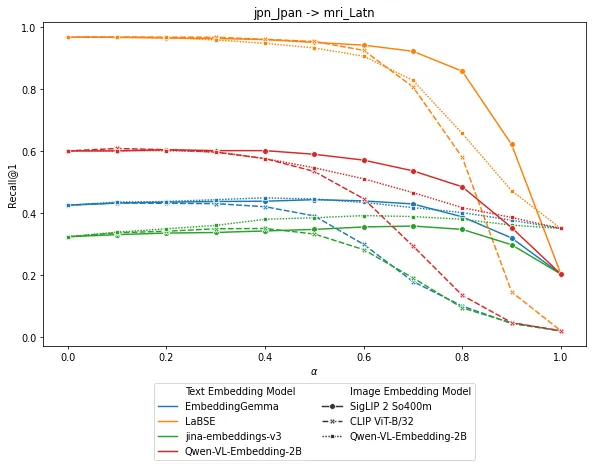 jpn_Jpan -> mri_Latn
1.0
0.8
0.6
0.4
0.2
0.0
Recall@1
0.0 0.2 0.4 0.6 0.8 1.0
α
Text Embedding Model Image Embedding Model
EmbeddingGemma SigLIP 2 So400m
LaBSE CLIP ViT-B/32
jina-embeddings-v3 Qwen-VL-Embedding-2B
Qwen-VL-Embedding-2B